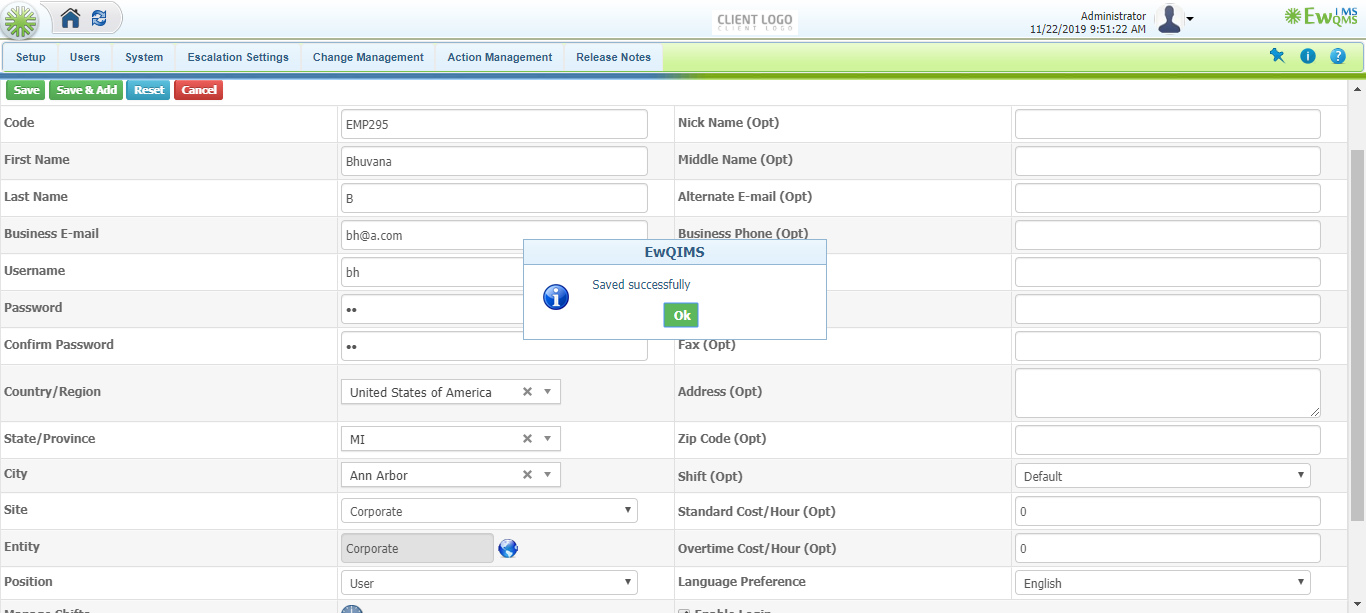 CLIENT LOGO
CLIENT LOGO
Administrator
11/22/2019 9:51:22 AM
EwQIMS
Setup Users System Escalation Settings Change Management Action Management Release Notes
Save Save & Add Reset Cancel
Code EMP295 Nick Name (Opt)
First Name Bhuvana Middle Name (Opt)
Last Name B Alternate E-mail (Opt)
Business E-mail bh@a.com Business Phone (Opt)
Username bh
Password ••
Confirm Password •• Fax (Opt)
EwQIMS
Saved successfully
Ok
Country/Region United States of America Address (Opt)
State/Province MI Zip Code (Opt)
City Ann Arbor Shift (Opt) Default
Site Corporate Standard Cost/Hour (Opt) 0
Entity Corporate Overtime Cost/Hour (Opt) 0
Position User Language Preference English
Manage Shifts Enable Login